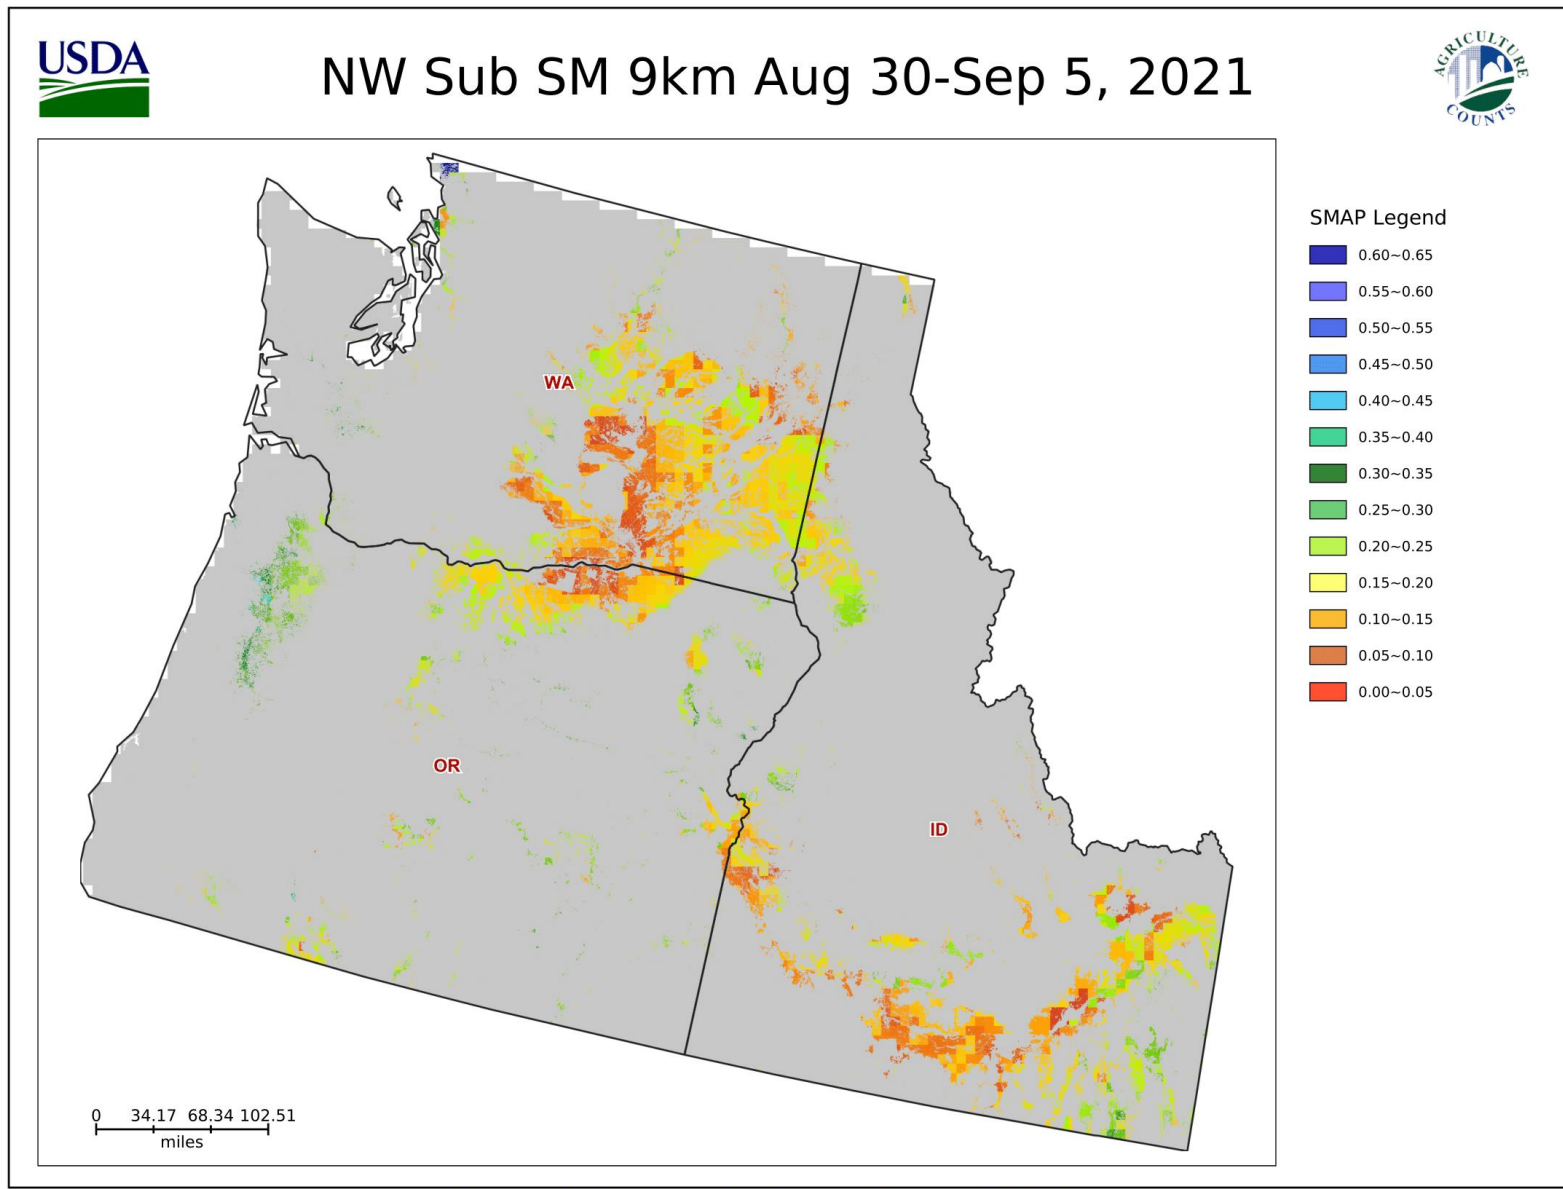 USDA
NW Sub SM 9km Aug 30-Sep 5, 2021
AGRICULTURE
COUNTS
SMAP Legend
0.60~0.65
0.55~0.60
0.50~0.55
0.45~0.50
0.40~0.45
0.35~0.40
0.30~0.35
0.25~0.30
0.20~0.25
0.15~0.20
0.10~0.15
0.05~0.10
0.00~0.05
WA
OR
ID
0 34.17 68.34 102.51
miles